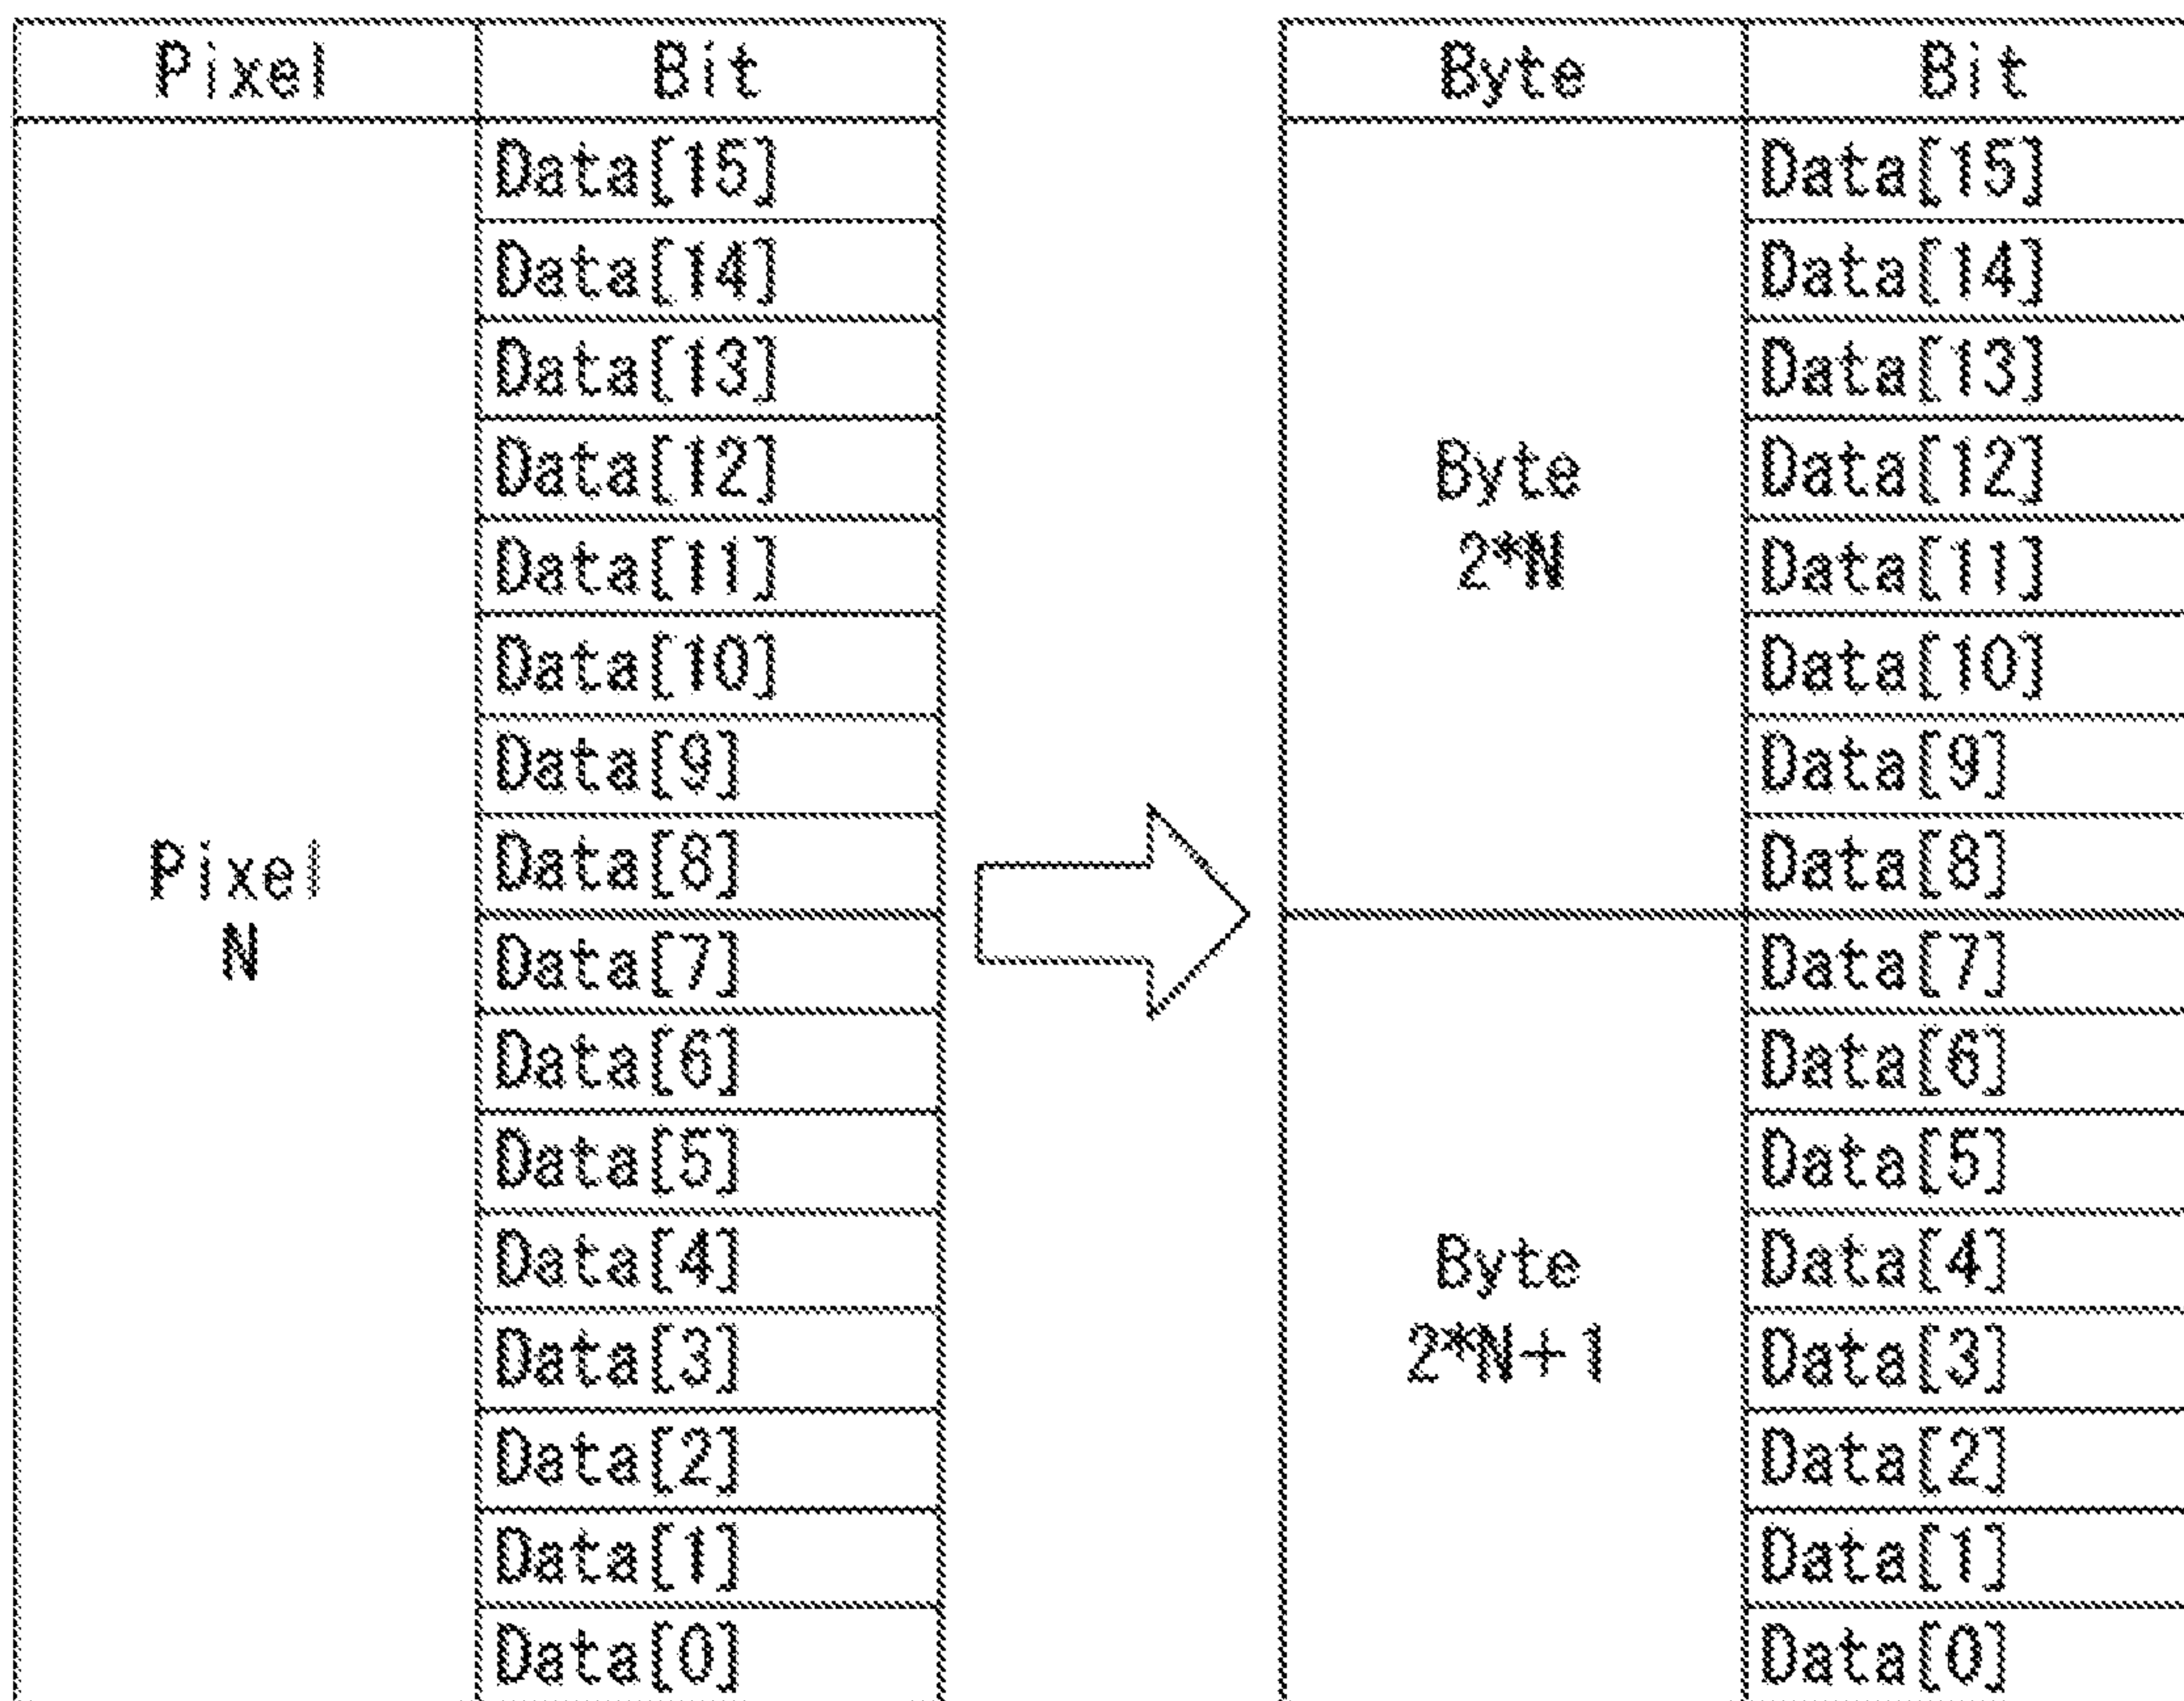 Pixel Bit
Data[15]
Data[14]
Data[13]
Data[12]
Data[11]
Data[10]
Data[9]
Data[8]
Pixel
N
Data[7]
Data[6]
Data[5]
Data[4]
Data[3]
Data[2]
Data[1]
Data[0]
Byte Bit
Data[15]
Data[14]
Data[13]
Data[12]
Byte
2*N
Data[11]
Data[10]
Data[9]
Data[8]
Data[7]
Data[6]
Data[5]
Data[4]
Byte
2*N+1
Data[3]
Data[2]
Data[1]
Data[0]